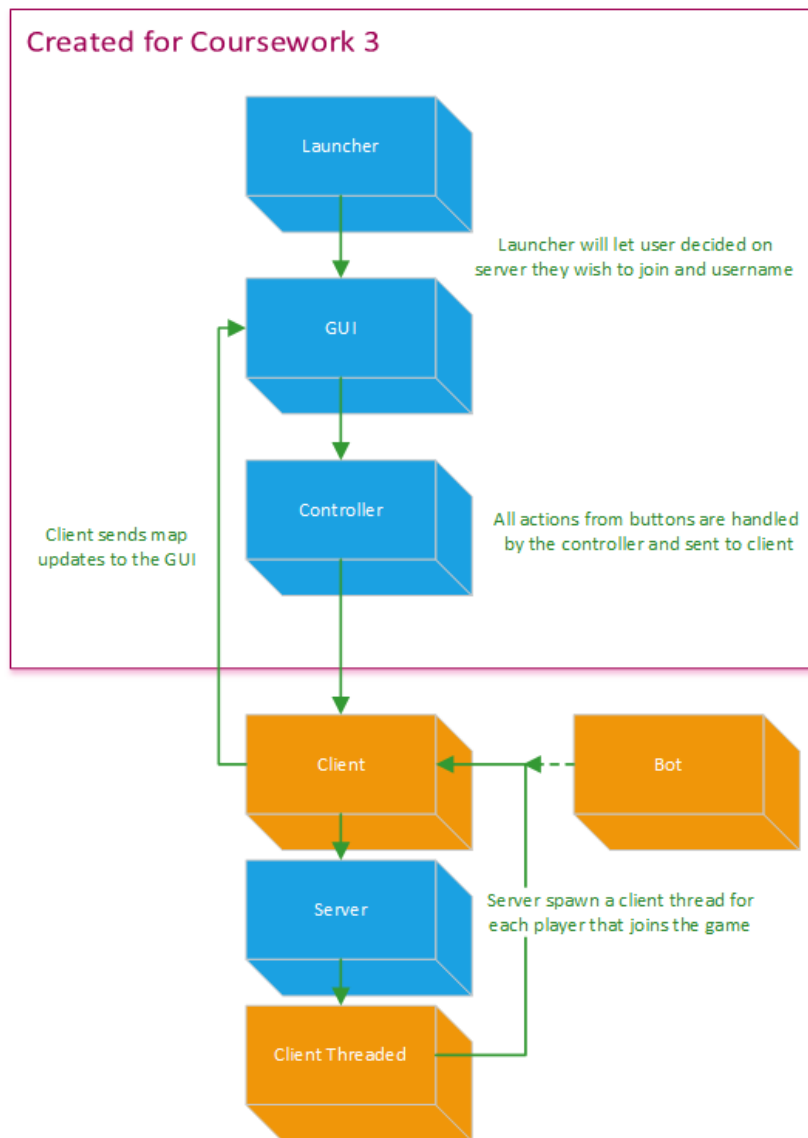 Created for Coursework 3
Launcher
Launcher will let user decided on
server they wish to join and username
GUI
Controller
Client sends map
updates to the GUI
All actions from buttons are handled
by the controller and sent to client
Client
Bot
Server
Server spawn a client thread for
each player that joins the game
Client Threaded